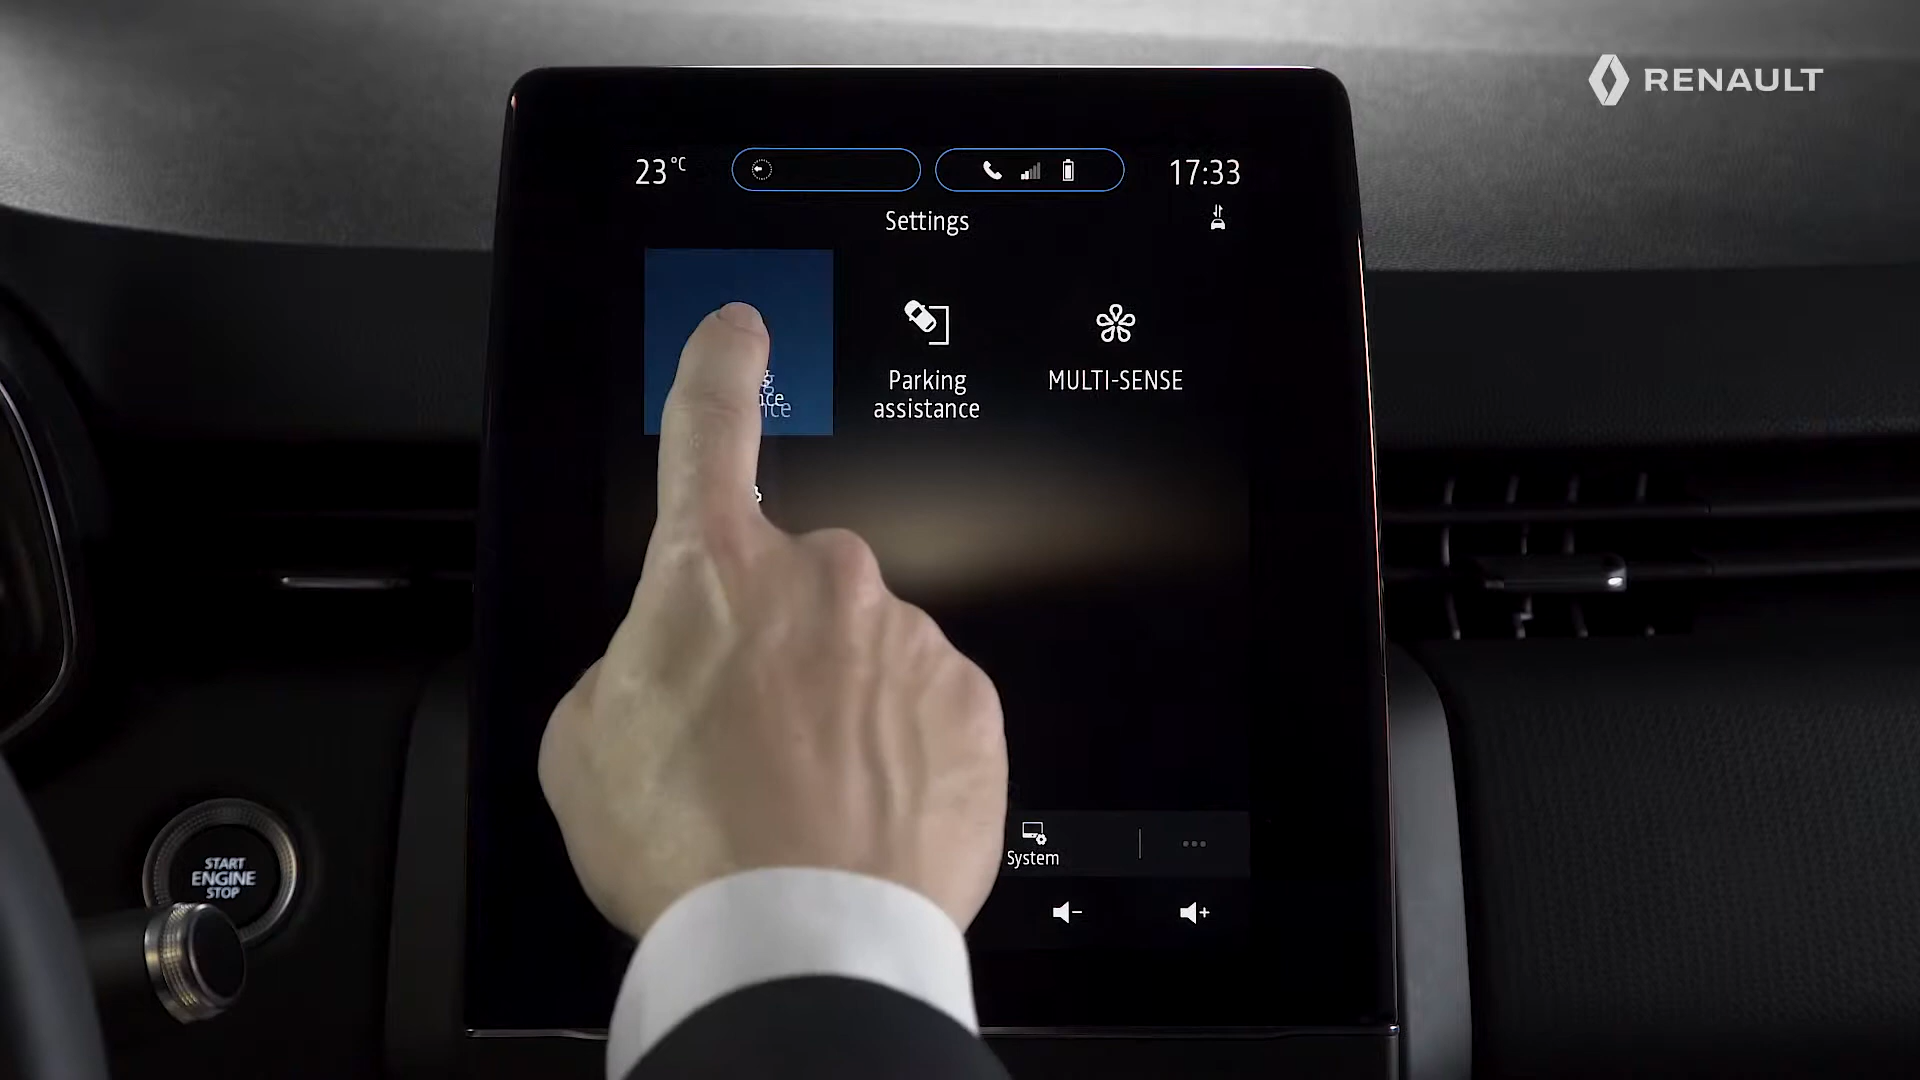 RENAULT
23°C
17:33
Settings
Parking
assistance
MULTI-SENSE
System
START
ENGINE
STOP